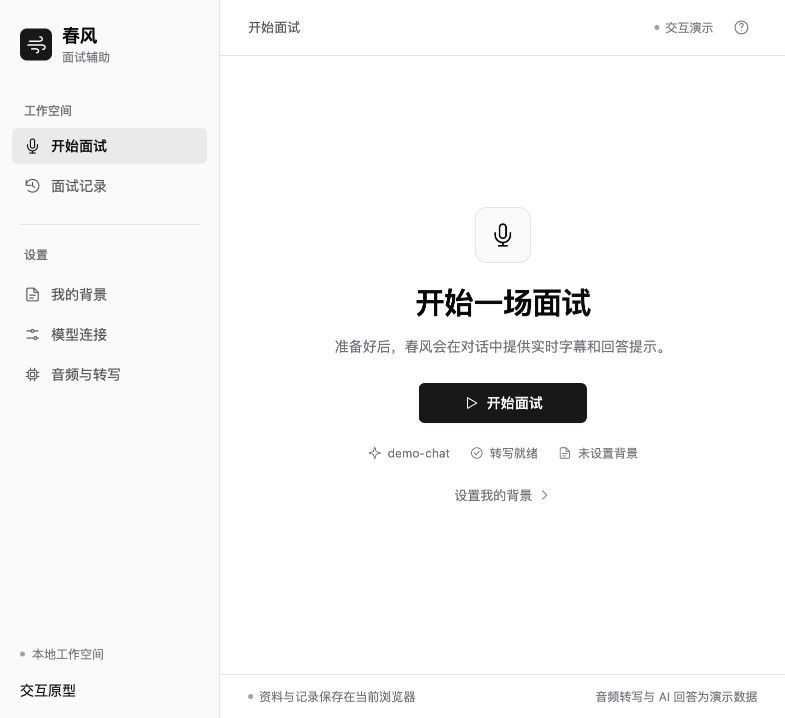 春风
面试辅助
工作空间
开始面试
面试记录
设置
我的背景
模型连接
音频与转写
本地工作空间
交互原型
开始面试
交互演示
开始一场面试
准备好后，春风会在对话中提供实时字幕和回答提示。
开始面试
demo-chat 转写就绪 未设置背景
设置我的背景
资料与记录保存在当前浏览器
音频转写与 AI 回答为演示数据